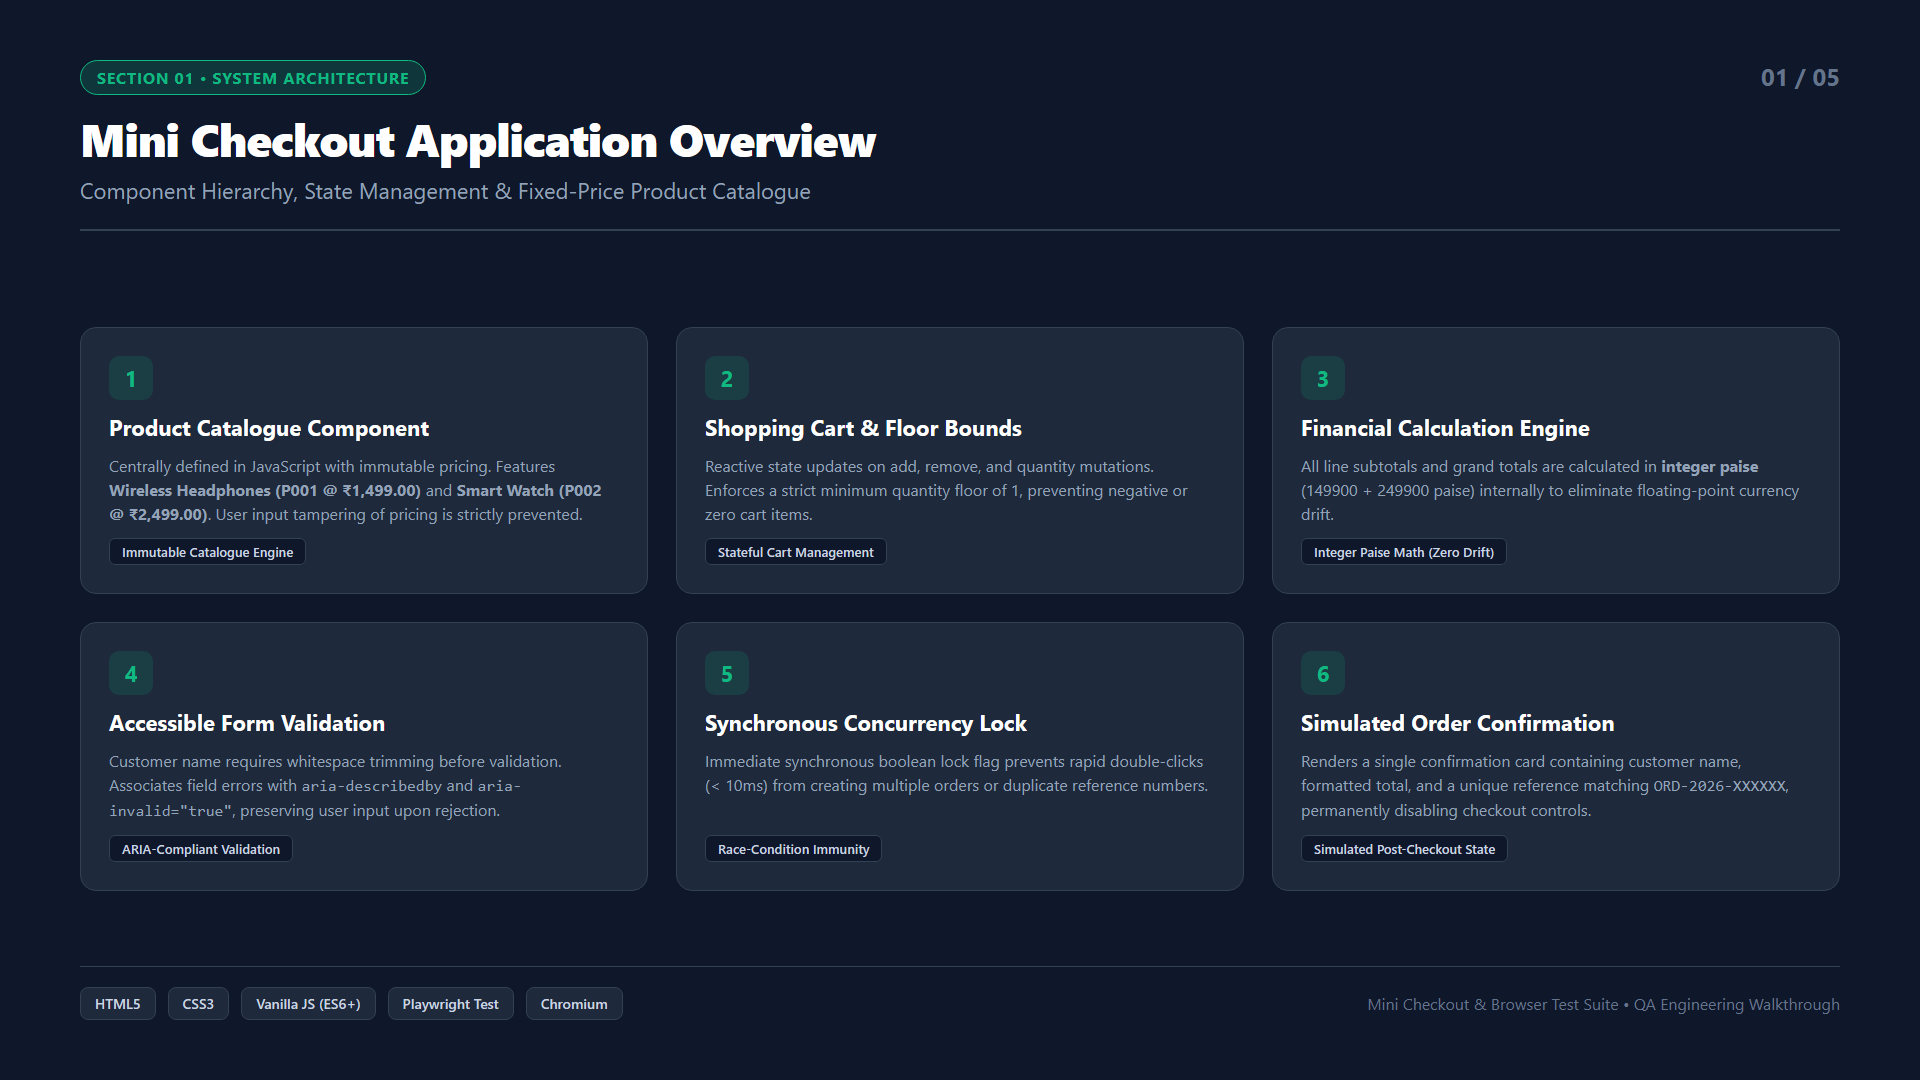 SECTION 01 • SYSTEM ARCHITECTURE
01 / 05
Mini Checkout Application Overview
Component Hierarchy, State Management & Fixed-Price Product Catalogue
1
Product Catalogue Component
Centrally defined in JavaScript with immutable pricing. Features
Wireless Headphones (P001 @ ₹1,499.00) and Smart Watch (P002
@ ₹2,499.00). User input tampering of pricing is strictly prevented.
Immutable Catalogue Engine
2
Shopping Cart & Floor Bounds
Reactive state updates on add, remove, and quantity mutations.
Enforces a strict minimum quantity floor of 1, preventing negative or
zero cart items.
Stateful Cart Management
3
Financial Calculation Engine
All line subtotals and grand totals are calculated in integer paise
(149900 + 249900 paise) internally to eliminate floating-point currency
drift.
Integer Paise Math (Zero Drift)
4
Accessible Form Validation
Customer name requires whitespace trimming before validation.
Associates field errors with aria-describedby and aria-
invalid="true", preserving user input upon rejection.
ARIA-Compliant Validation
5
Synchronous Concurrency Lock
Immediate synchronous boolean lock flag prevents rapid double-clicks
(< 10ms) from creating multiple orders or duplicate reference numbers.
Race-Condition Immunity
6
Simulated Order Confirmation
Renders a single confirmation card containing customer name,
formatted total, and a unique reference matching ORD-2026-XXXXXX,
permanently disabling checkout controls.
Simulated Post-Checkout State
HTML5
CSS3
Vanilla JS (ES6+)
Playwright Test
Chromium
Mini Checkout & Browser Test Suite • QA Engineering Walkthrough